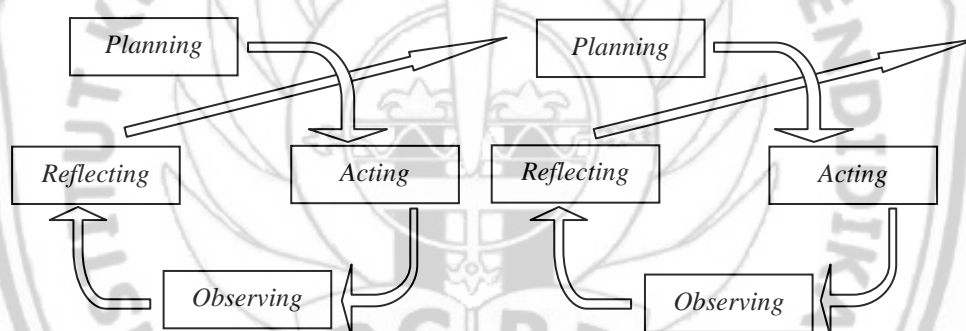 Planning
Planning
Reflecting
Acting
Reflecting
Acting
Observing
Observing